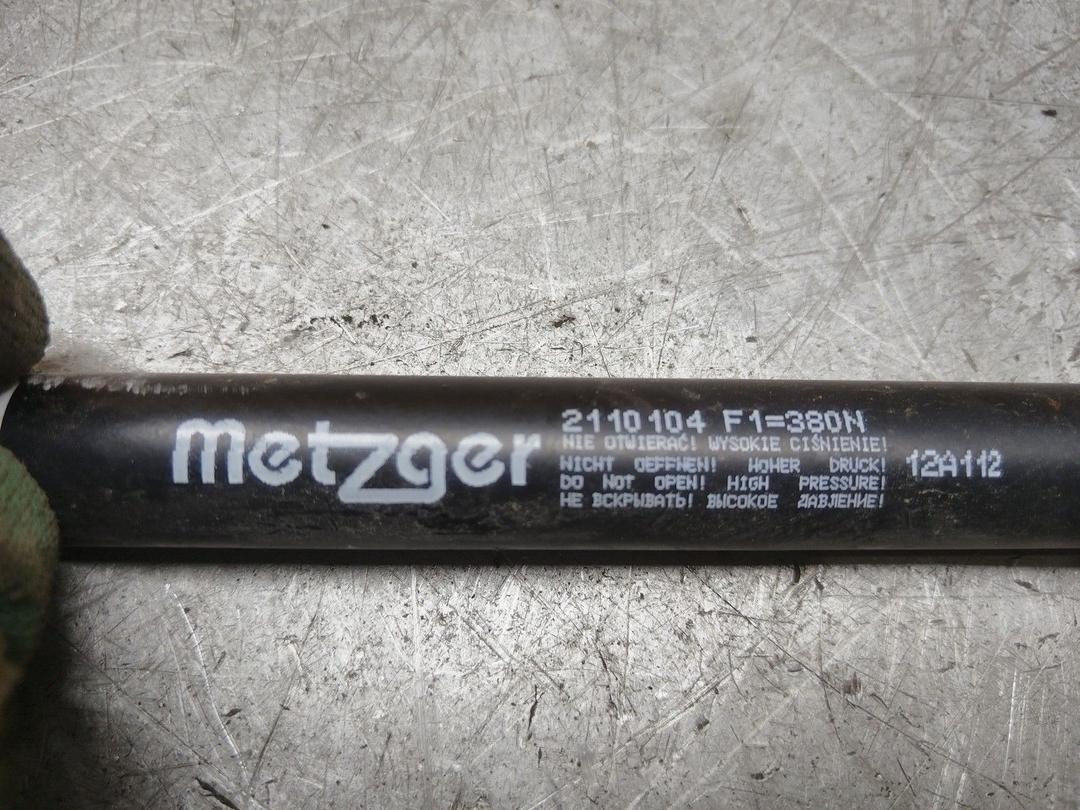 Metzger
2110104 F1=380N
NIE OTWIERAĆ! WYSOKIE CIŚNIENIE!
NICHT OEFFNEN! HOHER DRUCK!
DO NOT OPEN! HIGH PRESSURE!
НЕ ВСКРЫВАТЬ! ВЫСОКОЕ ДАВЛЕНИЕ!
12A112